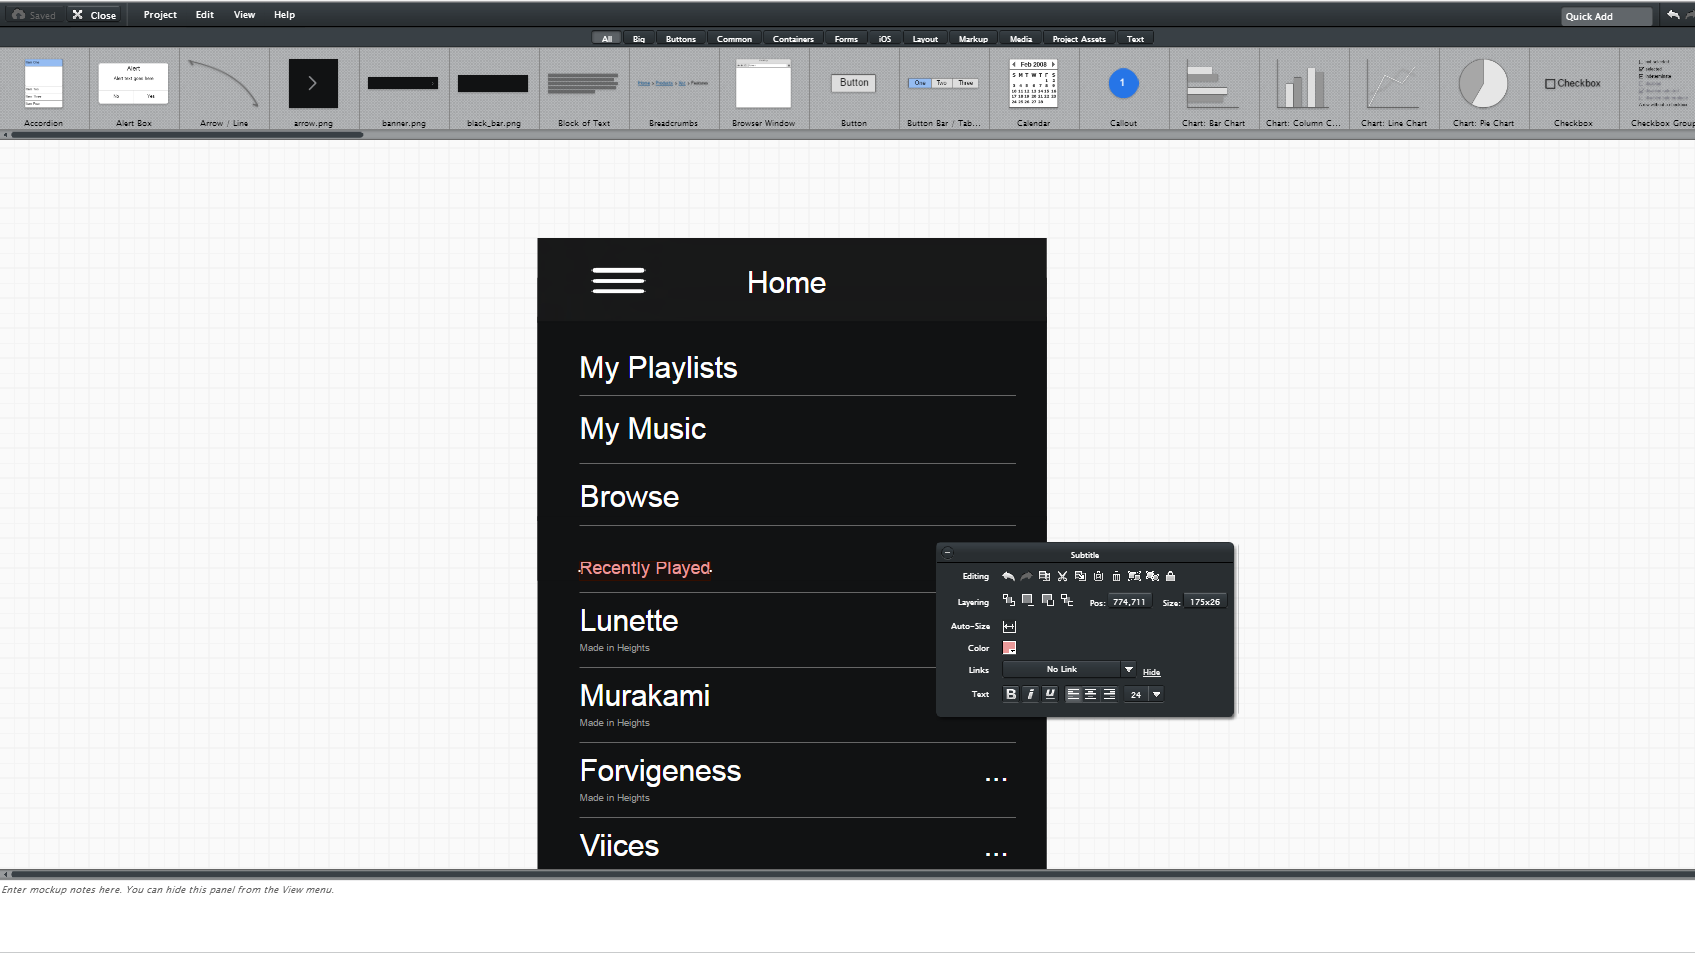 Saved Close Project Edit View Help Quick Add
All Big Buttons Common Containers Forms iOS Layout Markup Media Project Assets Text
Alert
Alert text goes here
No Yes
Button
One Two Three
Feb 2008
S M T W T F S
1
Checkbox
Accordion Alert Box Arrow / Line arrow.png banner.png black_bar.png Block of Text Breadcrumbs Browser Window Button Button Bar / Tab... Calendar Callout Chart: Bar Chart Chart: Column C... Chart: Line Chart Chart: Pie Chart Checkbox Checkbox Group
Home
My Playlists
My Music
Browse
Recently Played
Lunette
Made in Heights
Murakami
Made in Heights
Forvigeness
...
Made in Heights
Viices
...
Subtitle
Editing
Layering Pos: 774,711 Size: 175x26
Auto-Size
Color
Links No Link Hide
Text B i U 24
Enter mockup notes here. You can hide this panel from the View menu.